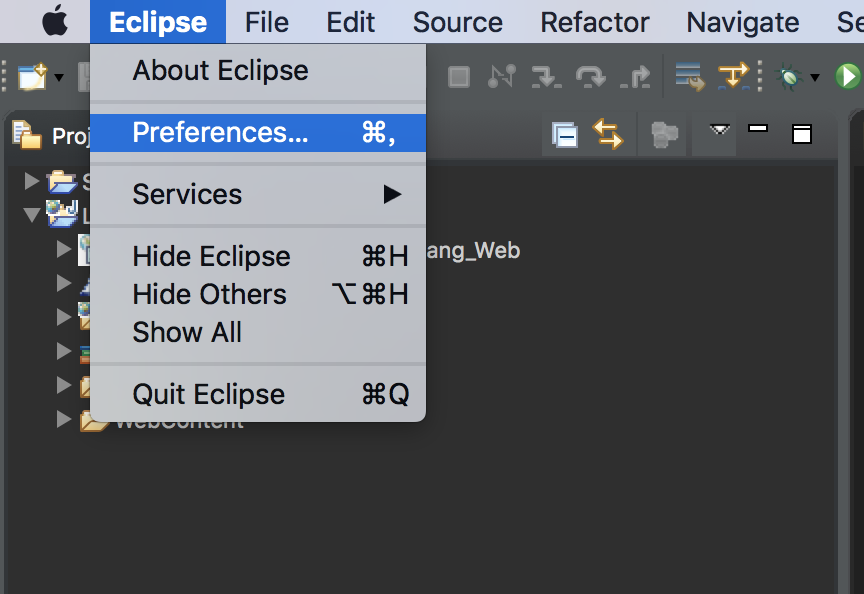 Eclipse File Edit Source Refactor Navigate
About Eclipse
Preferences... ⌘,
Services ▶
Hide Eclipse ⌘H
Hide Others ⌥⌘H
Show All
Quit Eclipse ⌘Q
ang_Web
WebContent